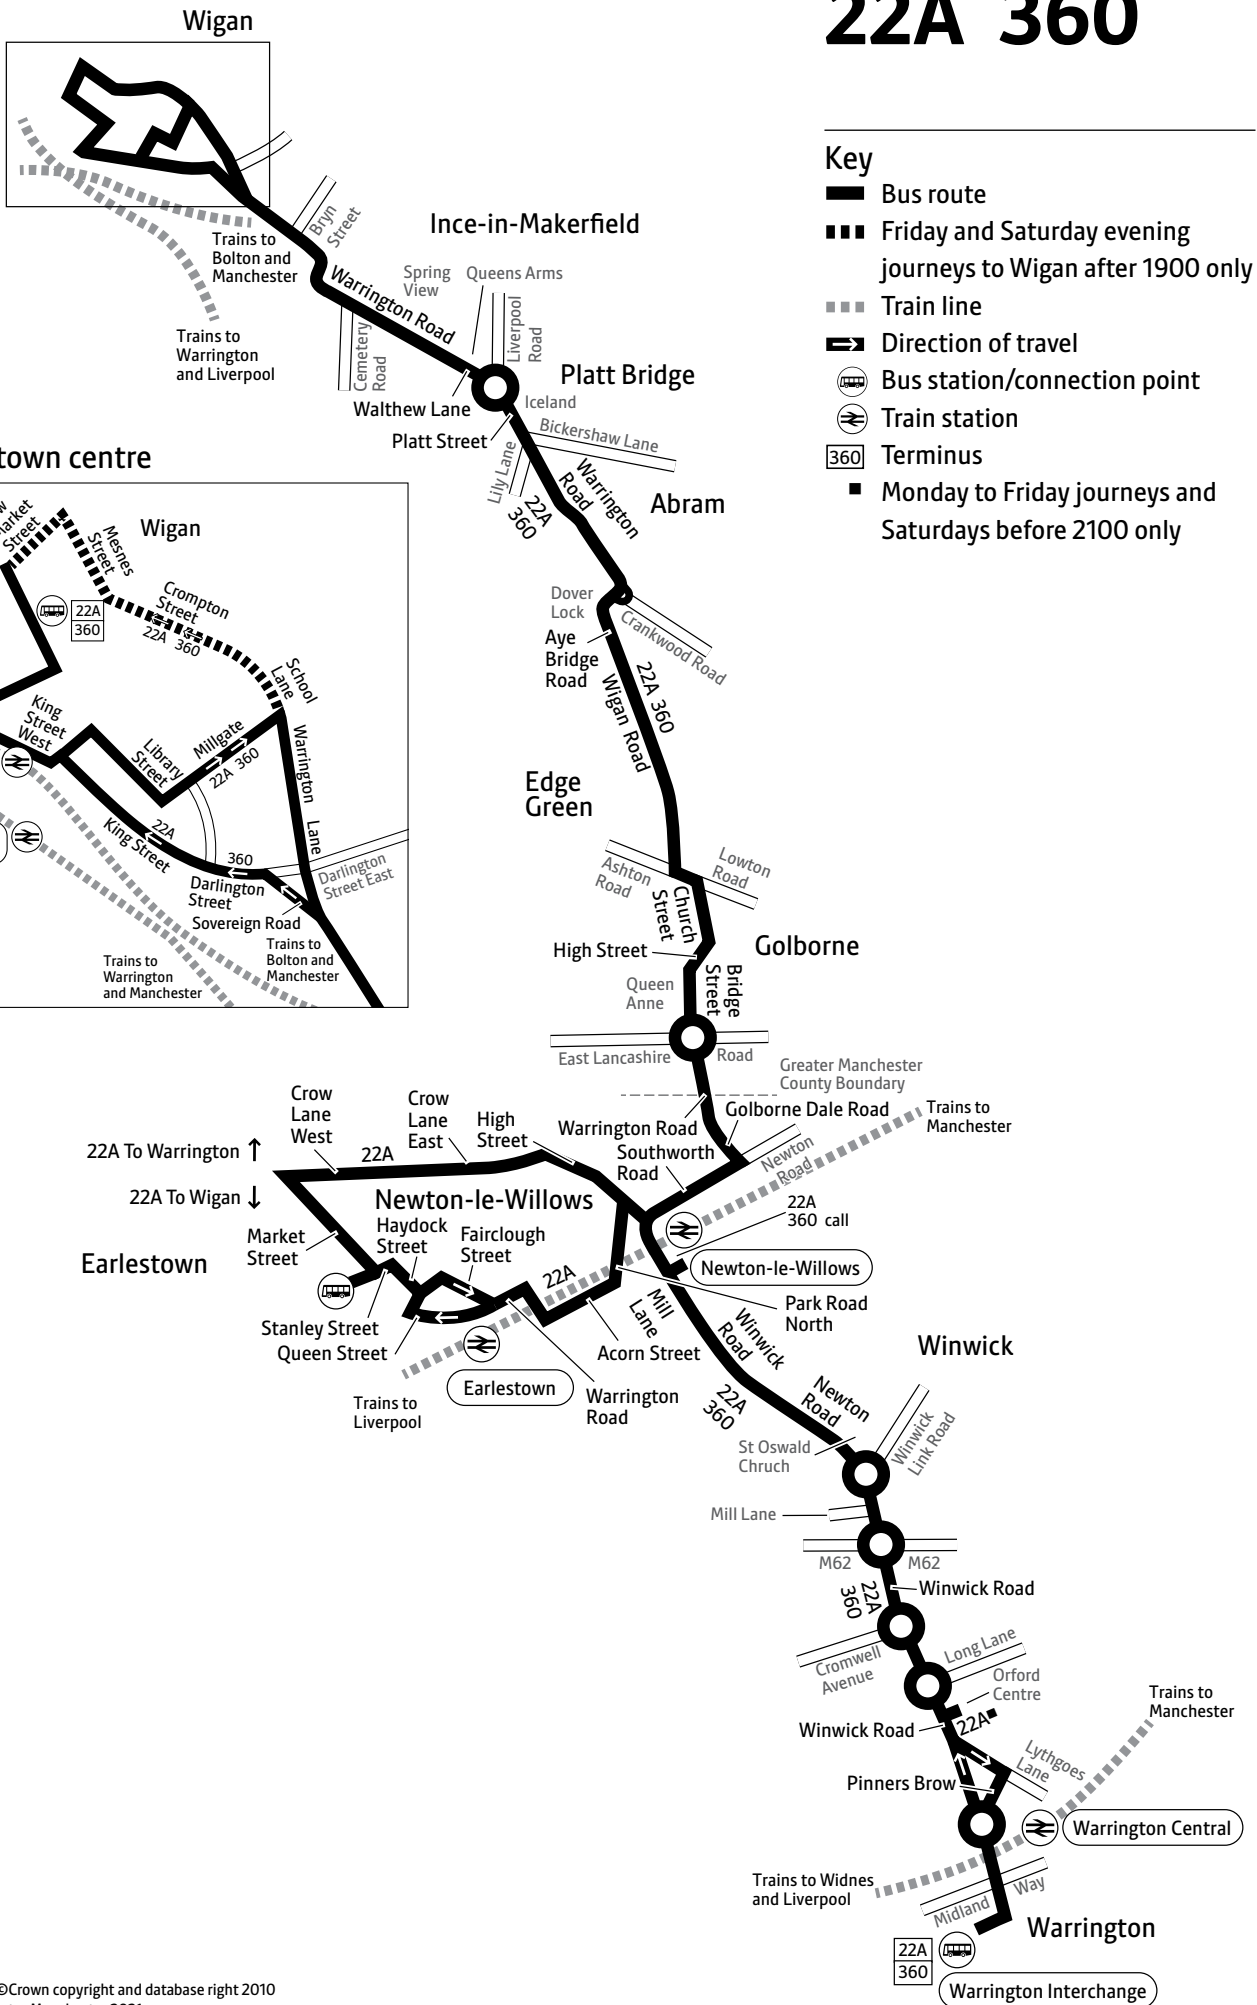 22A 360
Wigan
Key
Bus route
Friday and Saturday evening
journeys to Wigan after 1900 only
Train line
Direction of travel
Bus station/connection point
Train station
360 Terminus
Monday to Friday journeys and
Saturdays before 2100 only
Bryn
Street
Ince-in-Makerfield
Trains to
Bolton and
Manchester
Warrington Road
Spring
View
Queens Arms
Liverpool
Road
Trains to
Warrington
and Liverpool
Cemetery
Road
Platt Bridge
Walthew Lane
Iceland
Platt Street
Bickershaw Lane
Lily Lane
22A
360
Warrington
Road
Abram
Dover
Lock
Crankwood Road
Aye
Bridge
Road
22A 360
Wigan Road
town centre
Market
Street
Mesnes
Street
Wigan
22A
360
Crompton
Street
22A 360
School
Lane
King
Street
West
Library
Street
Millgate
22A 360
Warrington
Lane
22A
King Street
360
Darlington
Street
Darlington
Street East
Sovereign Road
Trains to
Bolton and
Manchester
Trains to
Warrington
and Manchester
Edge
Green
Ashton
Road
Lowton
Road
Church
Street
High Street
Golborne
Queen
Anne
Bridge
Street
East Lancashire
Road
Greater Manchester
County Boundary
Golborne Dale Road
Warrington Road
Southworth
Road
Newton
Road
Trains to
Manchester
Crow
Lane
West
Crow
Lane
East
High
Street
22A To Warrington ↑
22A
22A To Wigan ↓
Newton-le-Willows
22A
360 call
Market
Street
Haydock
Street
Fairclough
Street
Earlestown
22A
Newton-le-Willows
Park Road
North
Mill
Lane
Stanley Street
Queen Street
Acorn Street
Earlestown
Warrington
Road
Trains to
Liverpool
Winwick
Road
22A
360
Newton
Road
Winwick
St Oswald
Chruch
Winwick
Link Road
Mill Lane
M62
M62
22A
360
Winwick Road
Cromwell
Avenue
Long Lane
Orford
Centre
Winwick Road
22A■
Trains to
Manchester
Lythgoes
Lane
Pinners Brow
Warrington Central
Trains to Widnes
and Liverpool
Midland
Way
Warrington
22A
360
Warrington Interchange
©Crown copyright and database right 2010